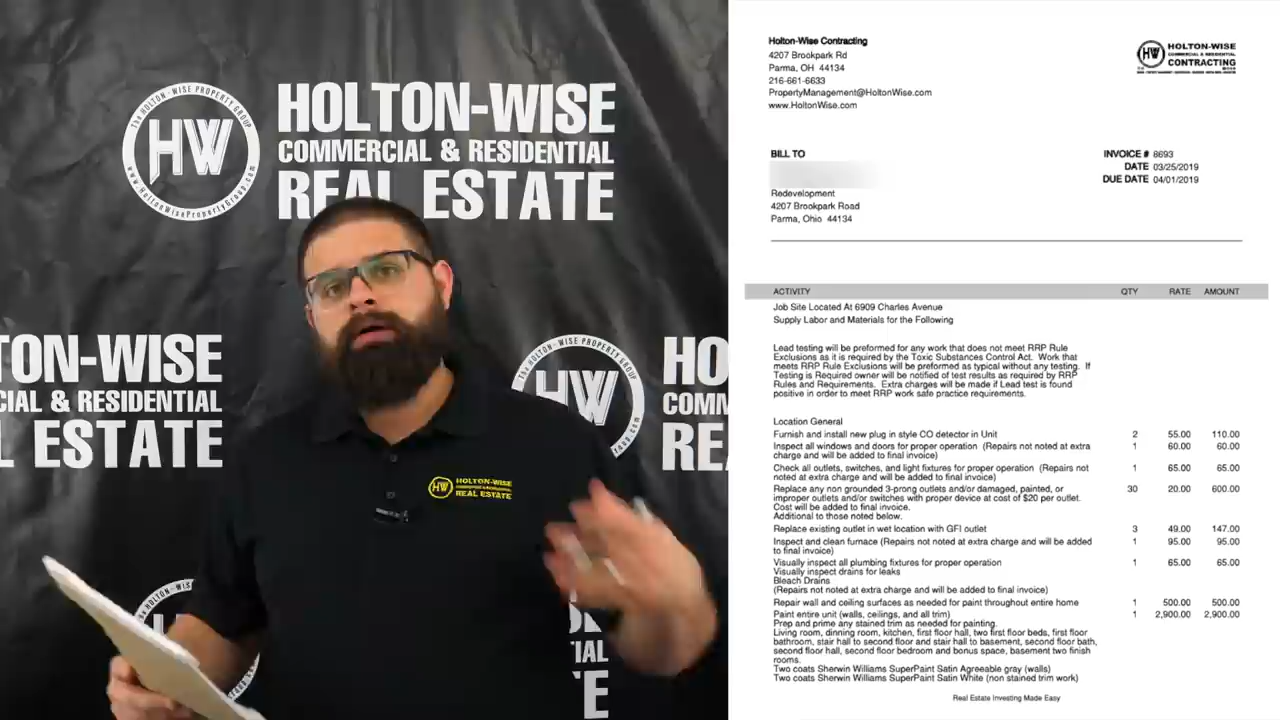 The HOLTON-WISE PROPERTY GROUP
HW
www.HoltonWisePropertyGroup.com
HOLTON-WISE
COMMERCIAL & RESIDENTIAL
REAL ESTATE
TON-WISE
CIAL & RESIDENTIAL
L ESTATE
The HOLTON-WISE PROPERTY GROUP
HW
HO
COMM
RE
HOLTON-WISE
REAL ESTATE
Holton-Wise Contracting
4207 Brookpark Rd
Parma, OH 44134
216-661-6633
PropertyManagement@HoltonWise.com
www.HoltonWise.com
HW
HOLTON-WISE
COMMERCIAL & RESIDENTIAL
CONTRACTING
BILL TO
Redevelopment
4207 Brookpark Road
Parma, Ohio 44134
INVOICE # 8693
DATE 03/25/2019
DUE DATE 04/01/2019
ACTIVITY QTY RATE AMOUNT
Job Site Located At 6909 Charles Avenue
Supply Labor and Materials for the Following
Lead testing will be preformed for any work that does not meet RRP Rule
Exclusions as it is required by the Toxic Substances Control Act. Work that
meets RRP Rule Exclusions will be preformed as typical without any testing. If
Testing is Required owner will be notified of test results as required by RRP
Rules and Requirements. Extra charges will be made if Lead test is found
positive in order to meet RRP work safe practice requirements.
Location General
Furnish and install new plug in style CO detector in Unit 2 55.00 110.00
Inspect all windows and doors for proper operation (Repairs not noted at extra 1 60.00 60.00
charge and will be added to final invoice)
Check all outlets, switches, and light fixtures for proper operation (Repairs not 1 65.00 65.00
noted at extra charge and will be added to final invoice)
Replace any non grounded 3-prong outlets and/or damaged, painted, or 30 20.00 600.00
improper outlets and/or switches with proper device at cost of $20 per outlet.
Cost will be added to final invoice.
Additional to those noted below.
Replace existing outlet in wet location with GFI outlet 3 49.00 147.00
Inspect and clean furnace (Repairs not noted at extra charge and will be added 1 95.00 95.00
to final invoice)
Visually inspect all plumbing fixtures for proper operation 1 65.00 65.00
Visually inspect drains for leaks
Bleach Drains
(Repairs not noted at extra charge and will be added to final invoice)
Repair wall and ceiling surfaces as needed for paint throughout entire home 1 500.00 500.00
Paint entire unit (walls, ceilings, and all trim) 1 2,900.00 2,900.00
Prep and prime any stained trim as needed for painting.
Living room, dinning room, kitchen, first floor hall, two first floor beds, first floor
bathroom, stair hall to second floor and stair hall to basement, second floor bath,
second floor hall, second floor bedroom and bonus space, basement two finish
rooms.
Two coats Sherwin Williams SuperPaint Satin Agreeable gray (walls)
Two coats Sherwin Williams SuperPaint Satin White (non stained trim work)
Real Estate Investing Made Easy